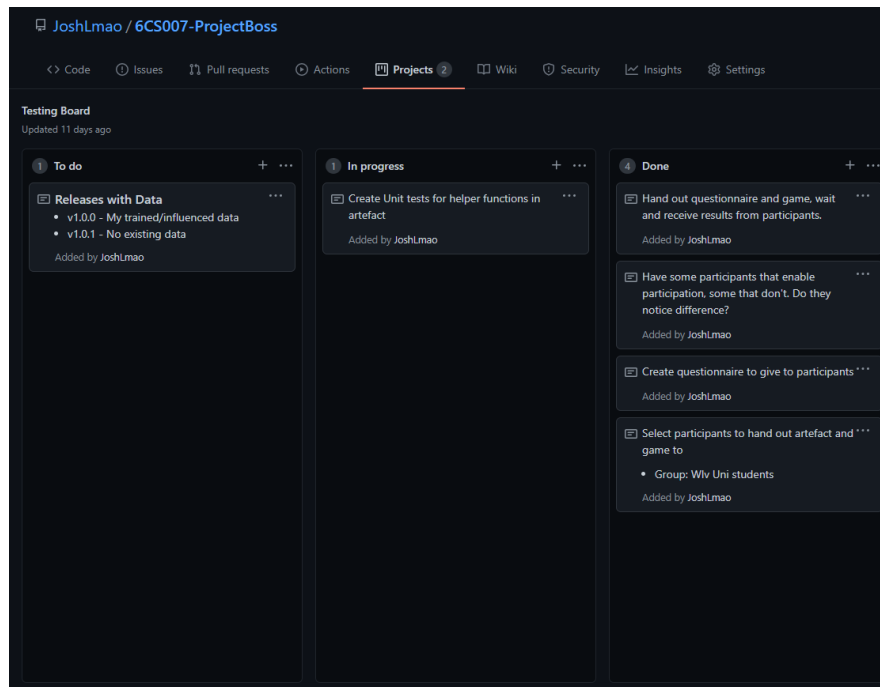 JoshLmao / 6CS007-ProjectBoss
Code Issues Pull requests Actions Projects 2 Wiki Security Insights Settings
Testing Board
Updated 11 days ago
1 To do
Releases with Data
v1.0.0 - My trained/influenced data
v1.0.1 - No existing data
Added by JoshLmao
1 In progress
Create Unit tests for helper functions in
artefact
Added by JoshLmao
4 Done
Hand out questionnaire and game, wait
and receive results from participants.
Added by JoshLmao
Have some participants that enable
participation, some that don't. Do they
notice difference?
Added by JoshLmao
Create questionnaire to give to participants
Added by JoshLmao
Select participants to hand out artefact and
game to
Group: Wlv Uni students
Added by JoshLmao